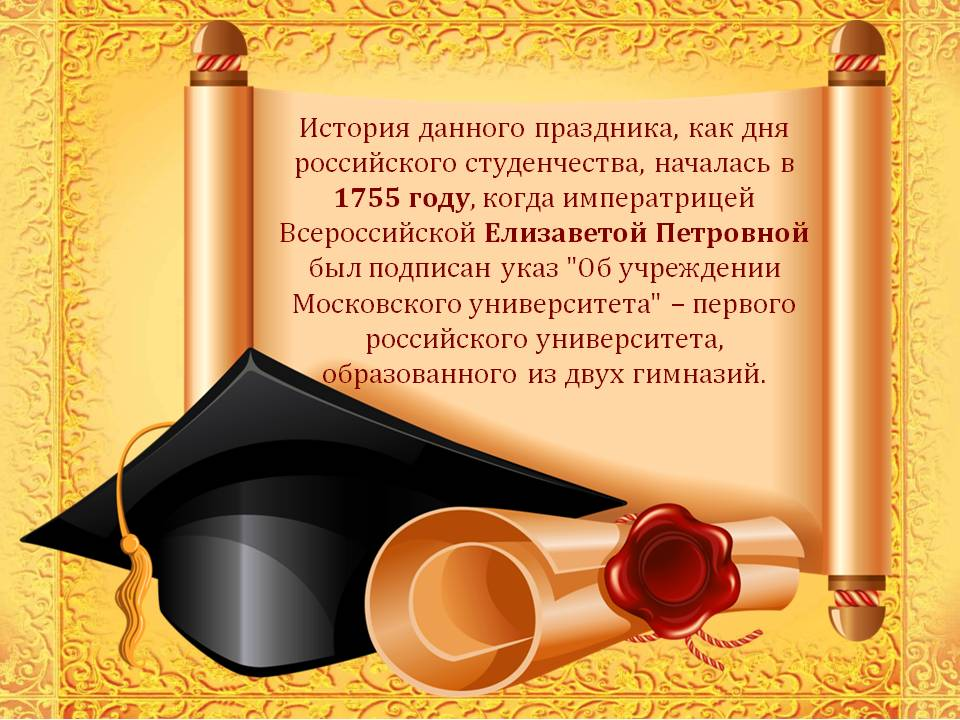 История данного праздника, как дня
российского студенчества, началась в
1755 году, когда императрицей
Всероссийской Елизаветой Петровной
был подписан указ "Об учреждении
Московского университета" – первого
российского университета,
образованного из двух гимназий.